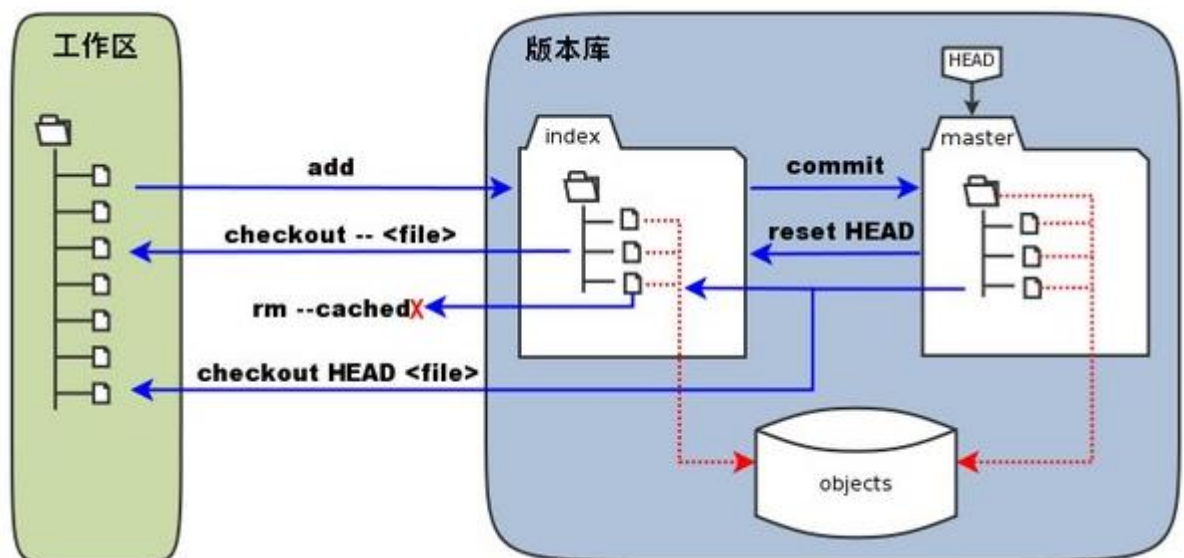 工作区
版本库
HEAD
index
master
add
commit
checkout -- <file>
reset HEAD
rm --cached
X
checkout HEAD <file>
objects